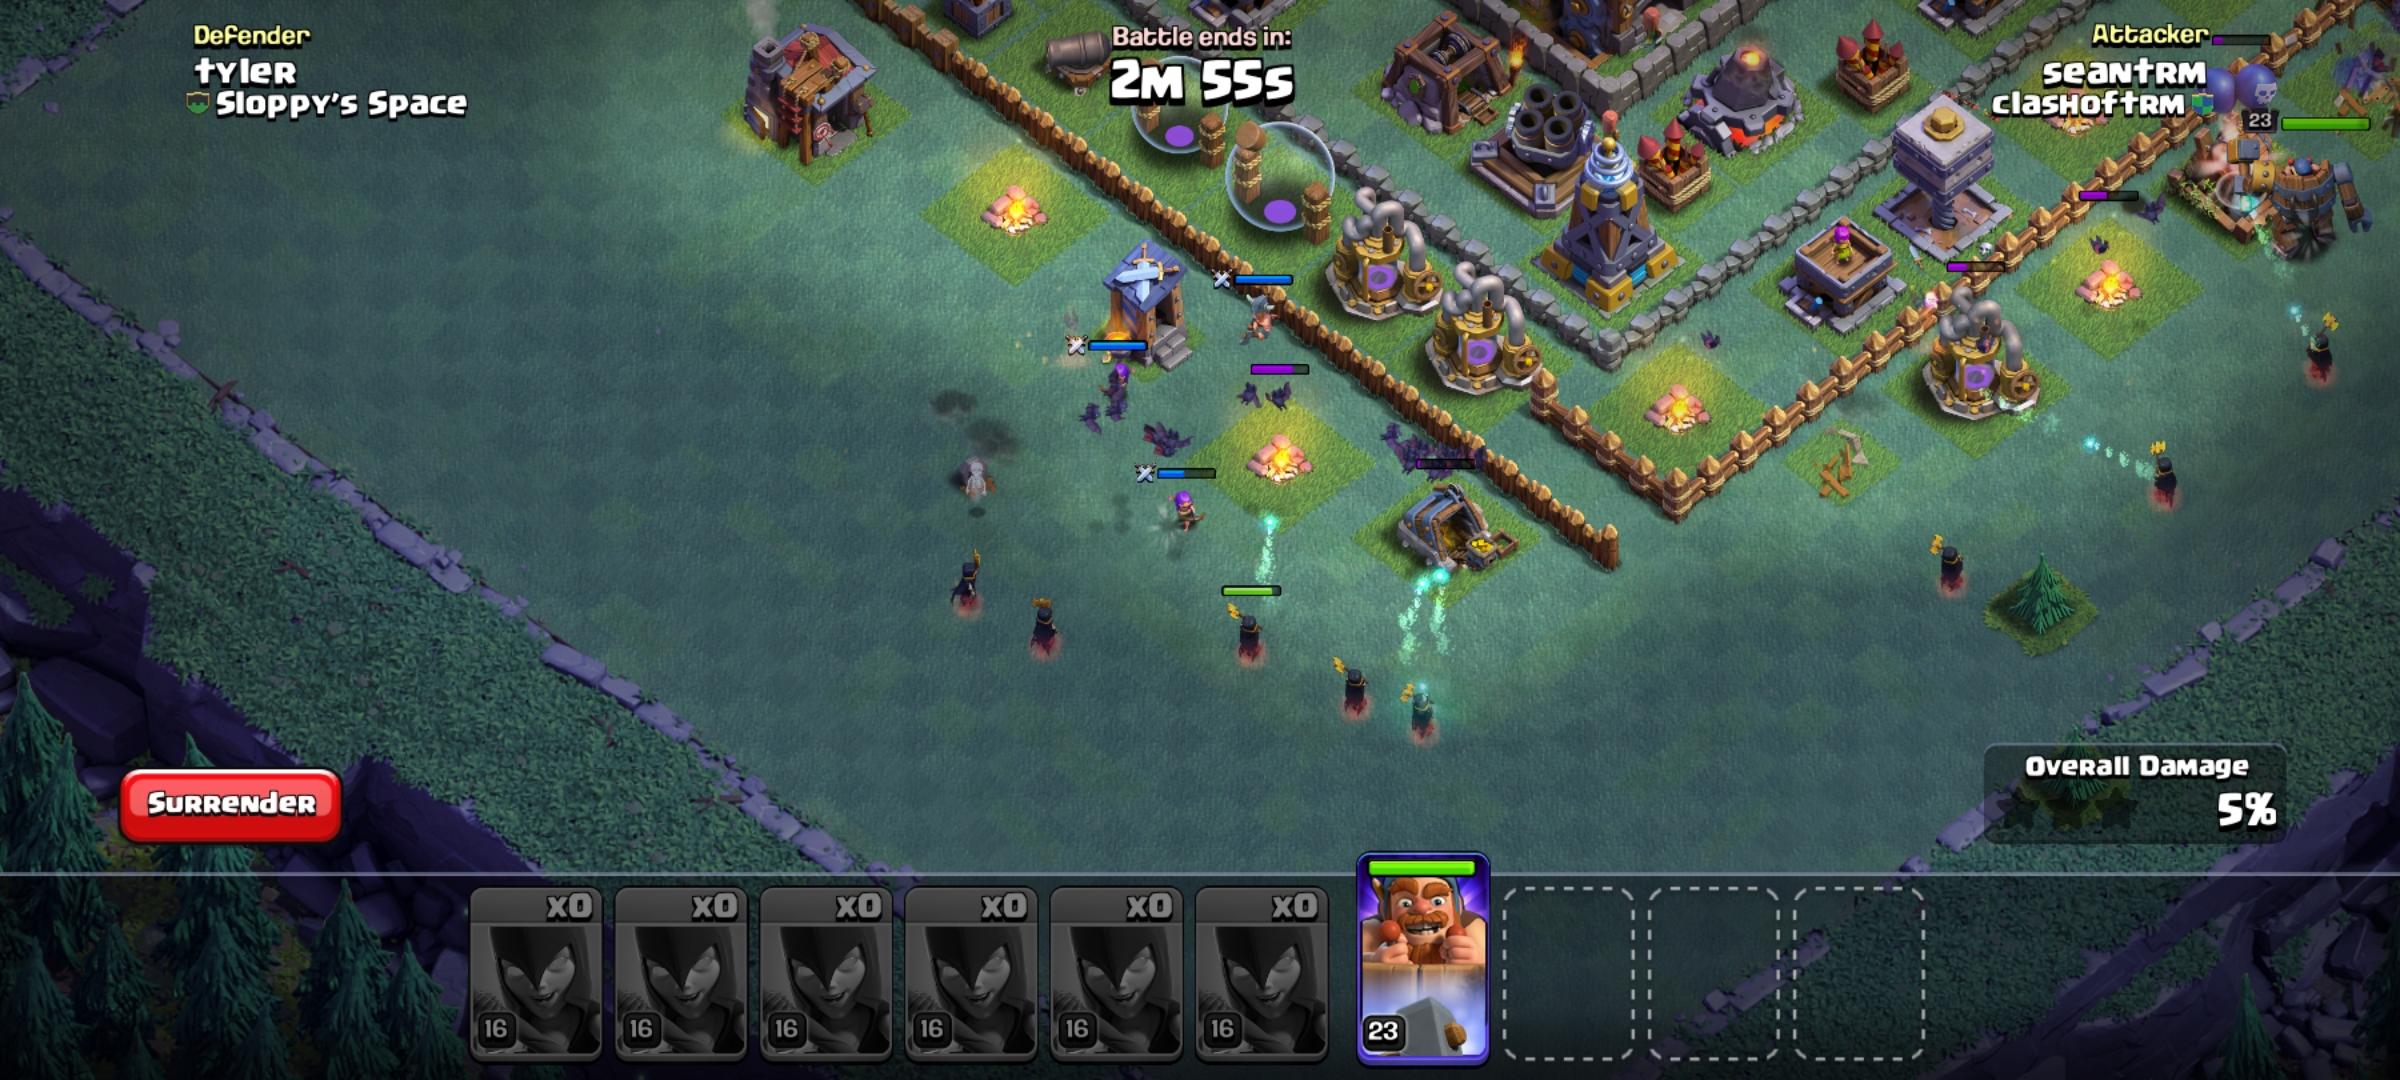 Defender
tyler
Sloppy's Space
Battle ends in:
2M 55s
Attacker
seantRM
clashoftRM
23
Overall Damage
5%
Surrender
x0
x0
x0
x0
x0
x0
16
16
16
16
16
16
23